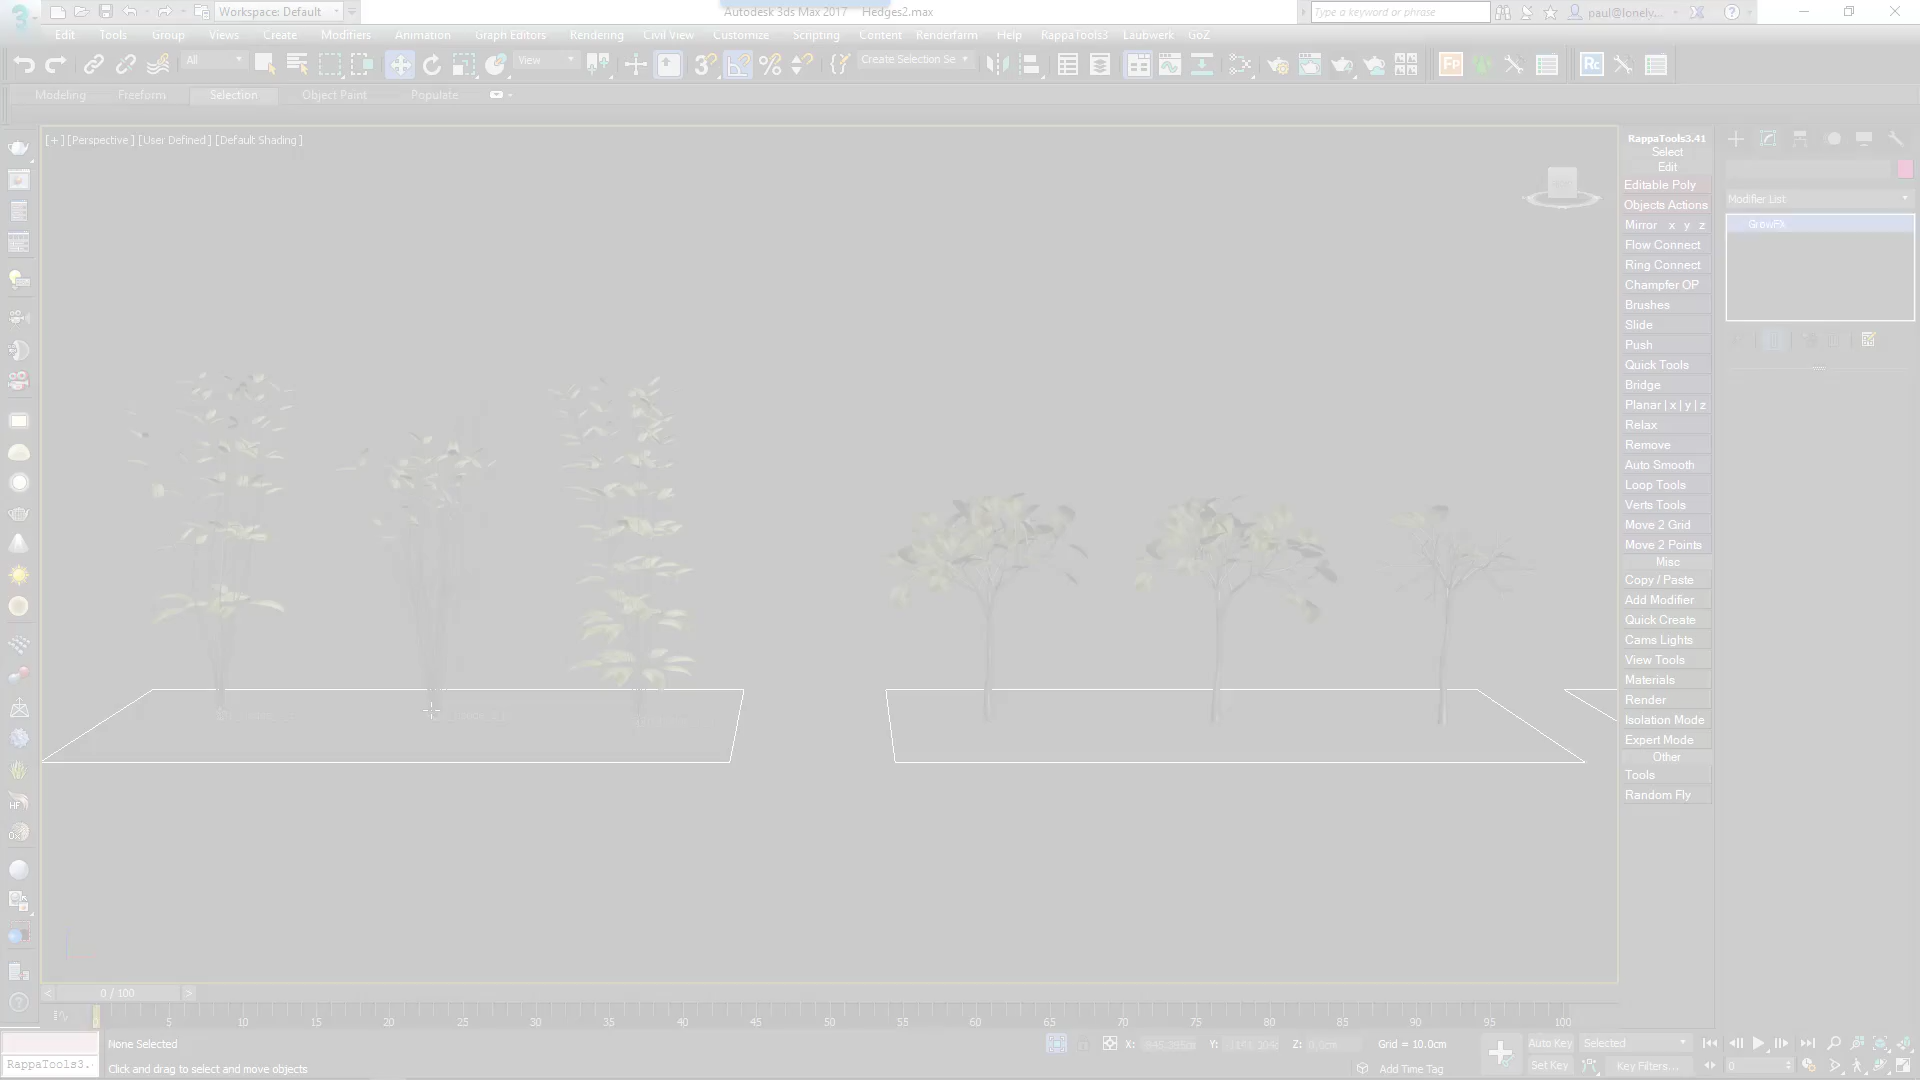 Workspace: Default
Autodesk 3ds Max 2017 Hedges2.max
Type a keyword or phrase
paul@lonely...
Edit Tools Group Views Create Modifiers Animation Graph Editors Rendering Civil View Customize Scripting Content Renderfarm Help RappaTools3 Laubwerk GoZ
All
View
Create Selection Se
Modeling Freeform Selection Object Paint Populate
[+] [Perspective] [User Defined] [Default Shading]
RappaTools3.41
Select
Edit
Editable Poly
Objects Actions
Mirror x y z
Flow Connect
Ring Connect
Champfer OP
Brushes
Slide
Push
Quick Tools
Bridge
Planar | x | y | z
Relax
Remove
Auto Smooth
Loop Tools
Verts Tools
Move 2 Grid
Move 2 Points
Misc
Copy / Paste
Add Modifier
Quick Create
Cams Lights
View Tools
Materials
Render
Isolation Mode
Expert Mode
Other
Tools
Random Fly
Modifier List
GrowFX
< 0 / 100 >
5 10 15 20 25 30 35 40 45 50 55 60 65 70 75 80 85 90 95 100
None Selected
X: Y: Z:
Grid = 10.0cm
Auto Key
Selected
RappaTools3.
Click and drag to select and move objects
Add Time Tag
Set Key
Key Filters...
0